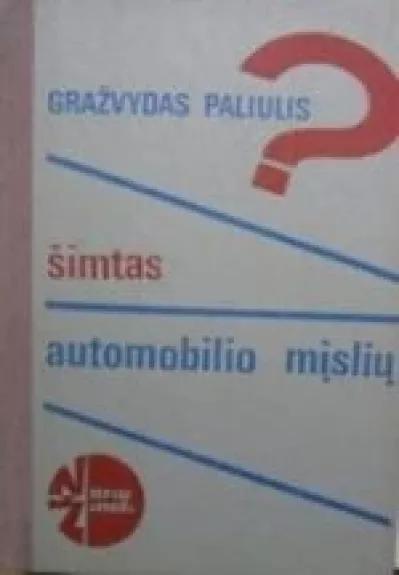 GRAŽVYDAS PALIULIS
?
šimtas
automobilio mįslių